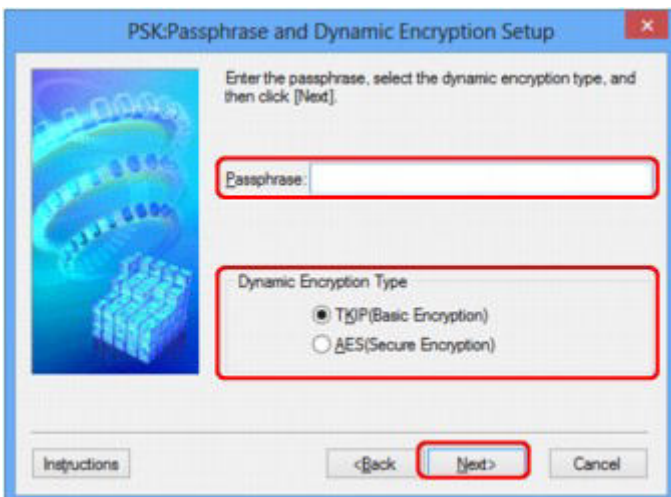 PSK:Passphrase and Dynamic Encryption Setup
Enter the passphrase, select the dynamic encryption type, and
then click [Next].
Passphrase:
Dynamic Encryption Type
TKIP(Basic Encryption)
AES(Secure Encryption)
Instructions
<Back
Next>
Cancel